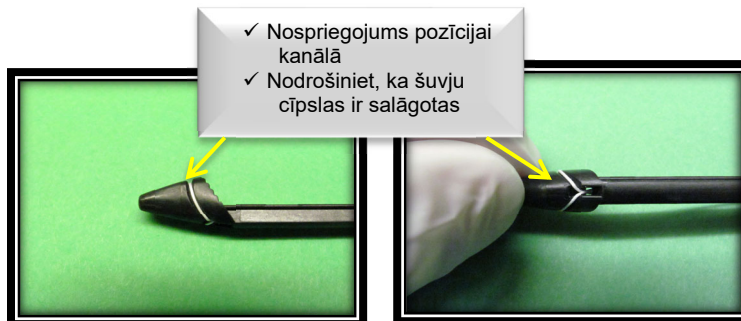 ✓ Nospriegojums pozīcijai
kanālā
✓ Nodrošiniet, ka šuvju
cīpslas ir salāgotas